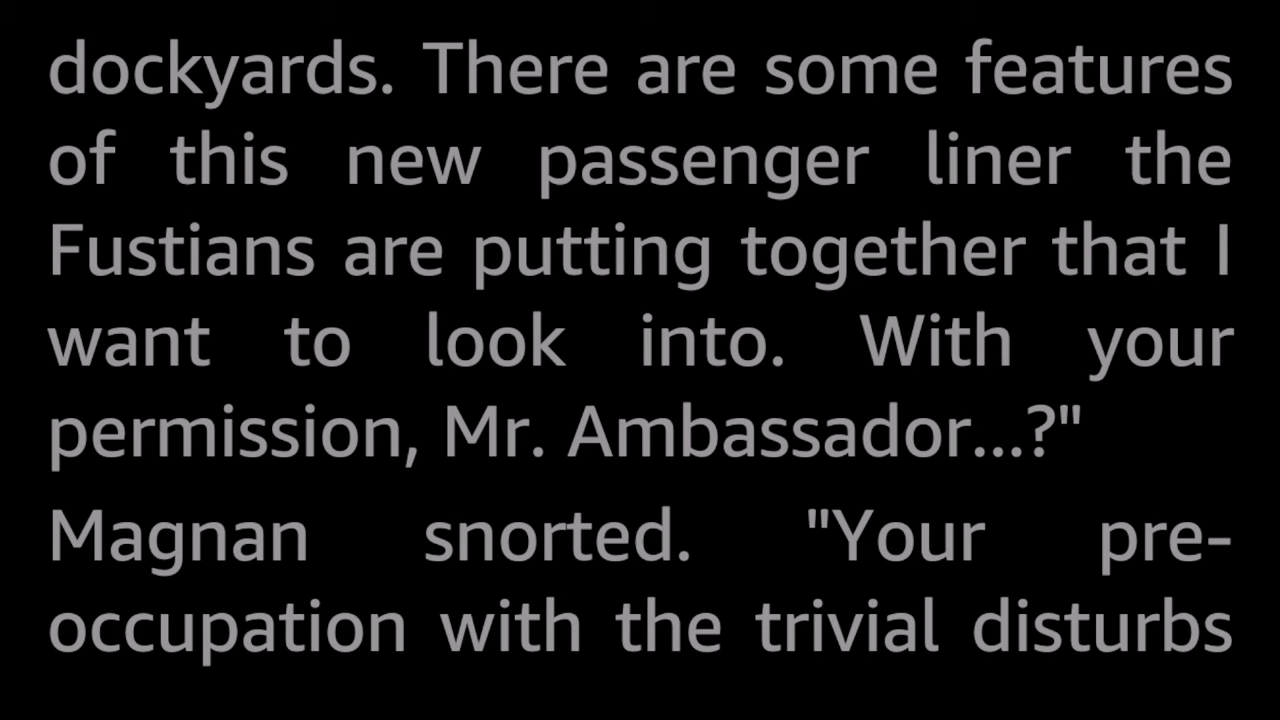 dockyards. There are some features
of this new passenger liner the
Fustians are putting together that I
want to look into. With your
permission, Mr. Ambassador...?"
Magnan snorted. "Your pre-
occupation with the trivial disturbs